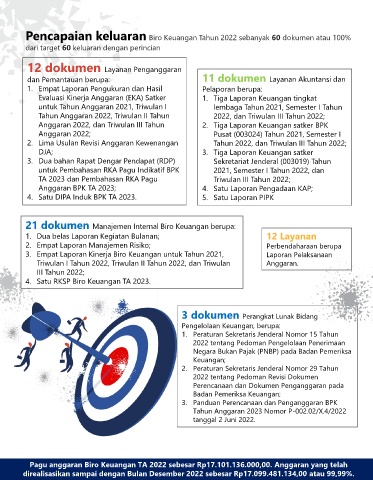 Pencapaian keluaran Biro Keuangan Tahun 2022 sebanyak 60 dokumen atau 100%
dari target 60 keluaran dengan perincian
12 dokumen Layanan Penganggaran
dan Pemantauan berupa:
1. Empat Laporan Pengukuran dan Hasil
Evaluasi Kinerja Anggaran (EKA) Satker
untuk Tahun Anggaran 2021, Triwulan I
Tahun Anggaran 2022, Triwulan II Tahun
Anggaran 2022, dan Triwulan III Tahun
Anggaran 2022;
2. Lima Usulan Revisi Anggaran Kewenangan
DJA;
3. Dua bahan Rapat Dengar Pendapat (RDP)
untuk Pembahasan RKA Pagu Indikatif BPK
TA 2023 dan Pembahasan RKA Pagu
Anggaran BPK TA 2023;
4. Satu DIPA Induk BPK TA 2023.
11 dokumen Layanan Akuntansi dan
Pelaporan berupa:
1. Tiga Laporan Keuangan tingkat
lembaga Tahun 2021, Semester I Tahun
2022, dan Triwulan III Tahun 2022;
2. Tiga Laporan Keuangan satker BPK
Pusat (003024) Tahun 2021, Semester I
Tahun 2022, dan Triwulan III Tahun 2022;
3. Tiga Laporan Keuangan satker
Sekretariat Jenderal (003019) Tahun
2021, Semester I Tahun 2022, dan
Triwulan III Tahun 2022;
4. Satu Laporan Pengadaan KAP;
5. Satu Laporan PIPK
21 dokumen Manajemen Internal Biro Keuangan berupa:
1. Dua belas Laporan Kegiatan Bulanan;
2. Empat Laporan Manajemen Risiko;
3. Empat Laporan Kinerja Biro Keuangan untuk Tahun 2021,
Triwulan I Tahun 2022, Triwulan II Tahun 2022, dan Triwulan
III Tahun 2022;
4. Satu RKSP Biro Keuangan TA 2023.
12 Layanan
Perbendaharaan berupa
Laporan Pelaksanaan
Anggaran.
3 dokumen Perangkat Lunak Bidang
Pengelolaan Keuangan, berupa:
1. Peraturan Sekretaris Jenderal Nomor 15 Tahun
2022 tentang Pedoman Pengelolaan Penerimaan
Negara Bukan Pajak (PNBP) pada Badan Pemeriksa
Keuangan;
2. Peraturan Sekretaris Jenderal Nomor 29 Tahun
2022 tentang Pedoman Revisi Dokumen
Perencanaan dan Dokumen Penganggaran pada
Badan Pemeriksa Keuangan;
3. Panduan Perencanaan dan Penganggaran BPK
Tahun Anggaran 2023 Nomor P-002.02/X.4/2022
tanggal 2 Juni 2022.
Pagu anggaran Biro Keuangan TA 2022 sebesar Rp17.101.136.000,00. Anggaran yang telah
direalisasikan sampai dengan Bulan Desember 2022 sebesar Rp17.099.481.134,00 atau 99,99%.